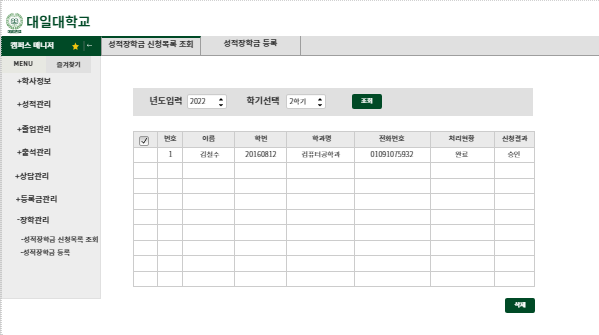 대일대학교
캠퍼스 매니저 ★ ←
성적장학금 신청목록 조회 성적장학금 등록
MENU 즐겨찾기
+학사정보
+성적관리
+졸업관리
+출석관리
+상담관리
+등록금관리
-장학관리
-성적장학금 신청목록 조회
-성적장학금 등록
년도입력 2022 학기선택 2학기 조회
번호 이름 학번 학과명 전화번호 처리현황 신청결과
1 김철수 20160812 컴퓨터공학과 01091075932 완료 승인
삭제